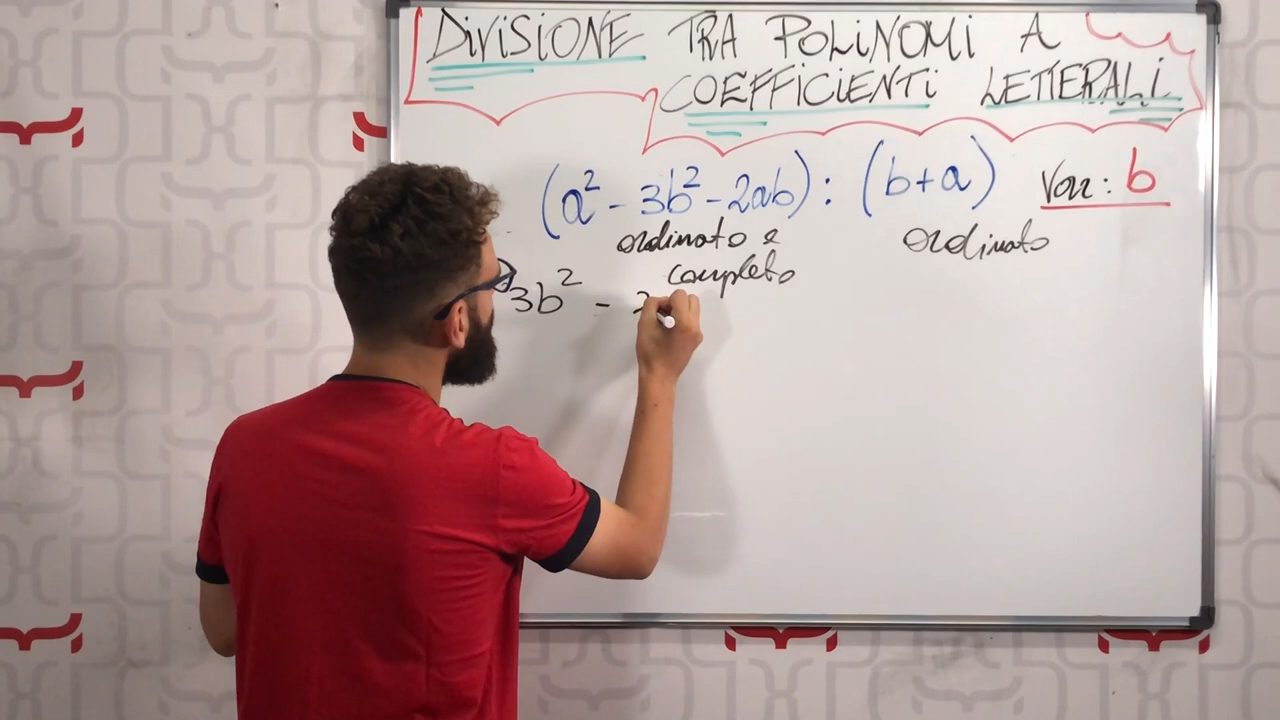 DIVISIONE TRA POLINOMI A
COEFFICIENTI LETTERALI
(a² - 3b² - 2ab) : (b+a) Var: b
ordinato e
completo
ordinato
3b² - 2